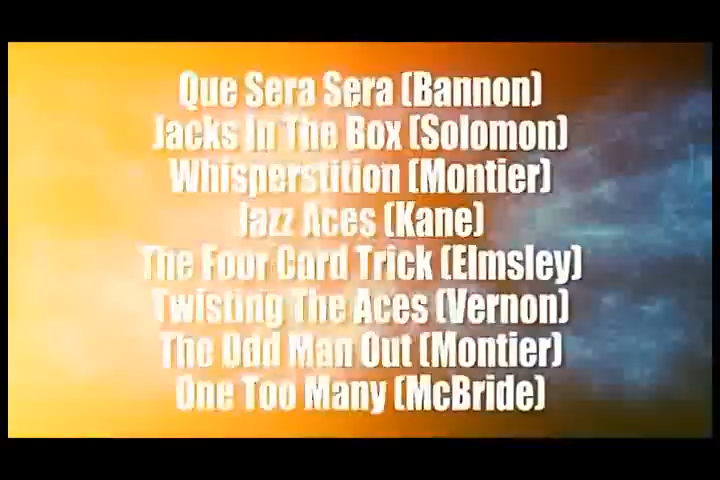 Que Sera Sera (Bannon)
Jacks In The Box (Solomon)
Whisperstition (Montier)
Jazz Aces (Kane)
The Four Card Trick (Elmsley)
Twisting The Aces (Vernon)
The Odd Man Out (Montier)
One Too Many (McBride)